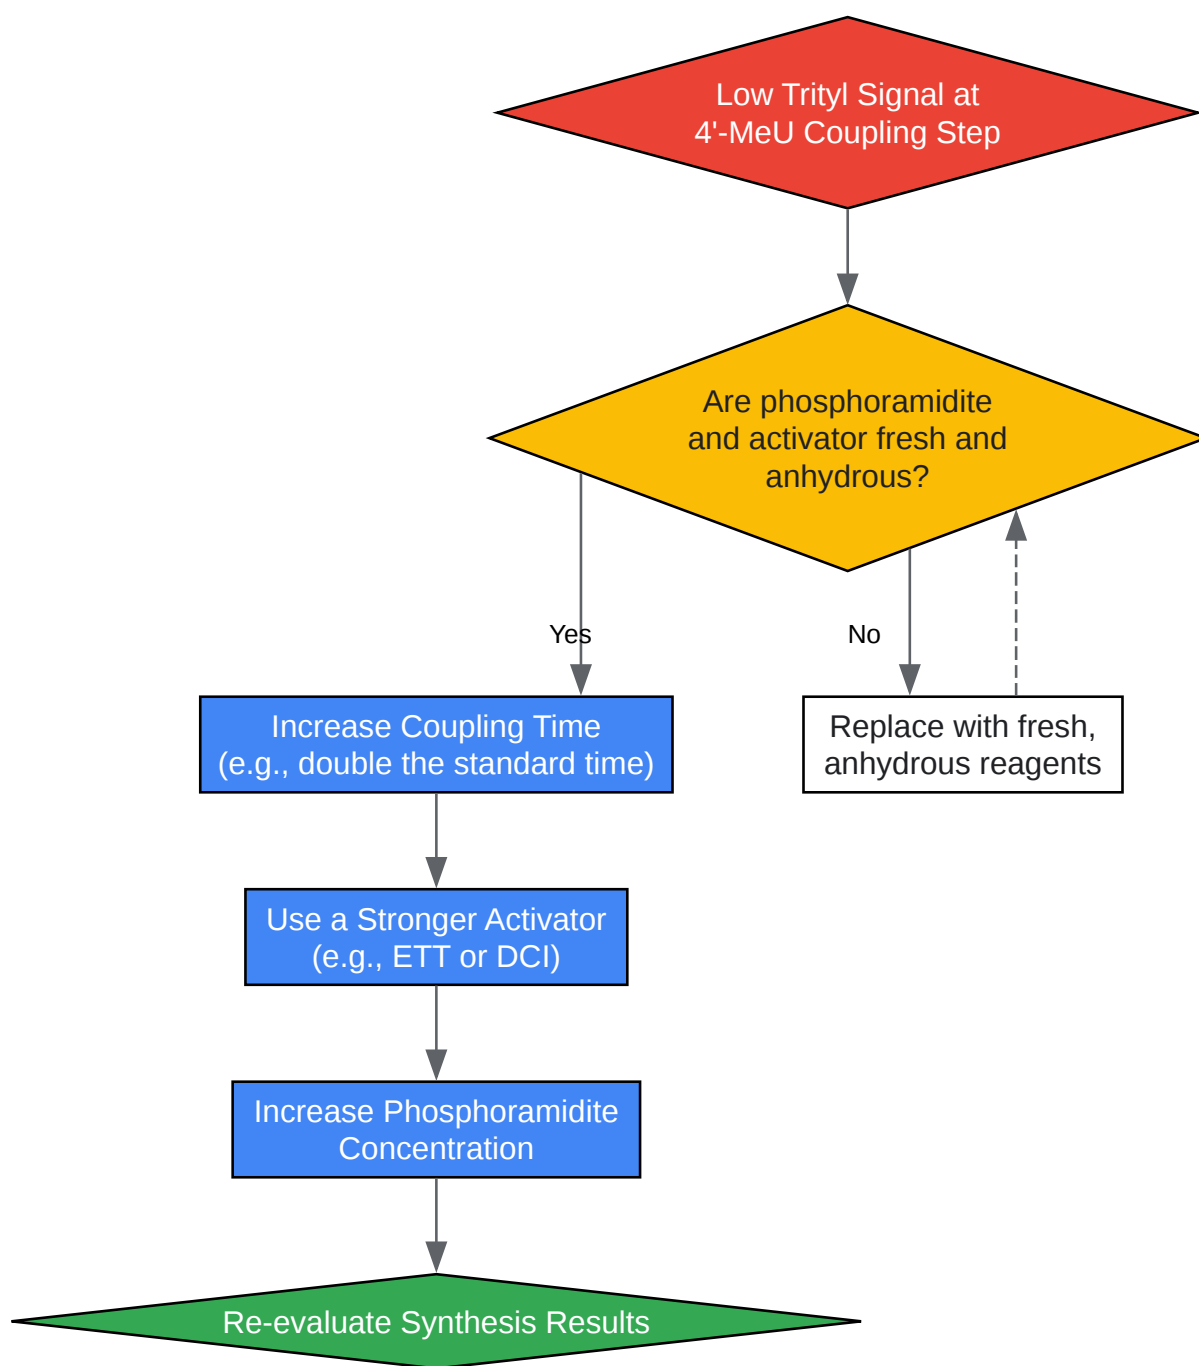 Low Trityl Signal at
4'-MeU Coupling Step
Are phosphoramidite
and activator fresh and
anhydrous?
Yes
No
Increase Coupling Time
(e.g., double the standard time)
Replace with fresh,
anhydrous reagents
Use a Stronger Activator
(e.g., ETT or DCI)
Increase Phosphoramidite
Concentration
Re-evaluate Synthesis Results